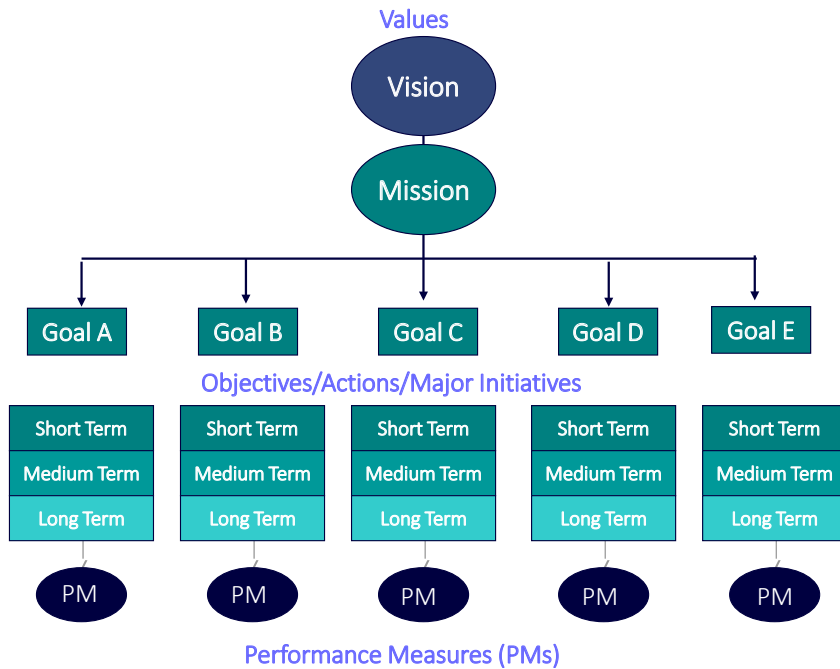 Values
Vision
Mission
Goal A
Goal B
Goal C
Goal D
Goal E
Objectives/Actions/Major Initiatives
Short Term
Short Term
Short Term
Short Term
Short Term
Medium Term
Medium Term
Medium Term
Medium Term
Medium Term
Long Term
Long Term
Long Term
Long Term
Long Term
PM
PM
PM
PM
PM
Performance Measures (PMs)